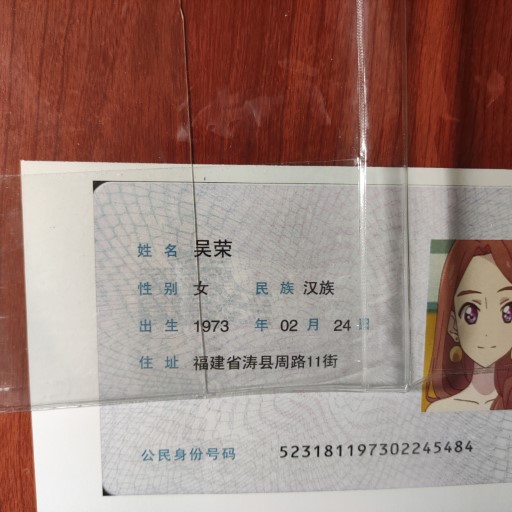 姓名 吴荣
性别 女 民族 汉族
出生 1973 年 02 月 24 日
住址 福建省涛县周路11街
公民身份号码 523181197302245484